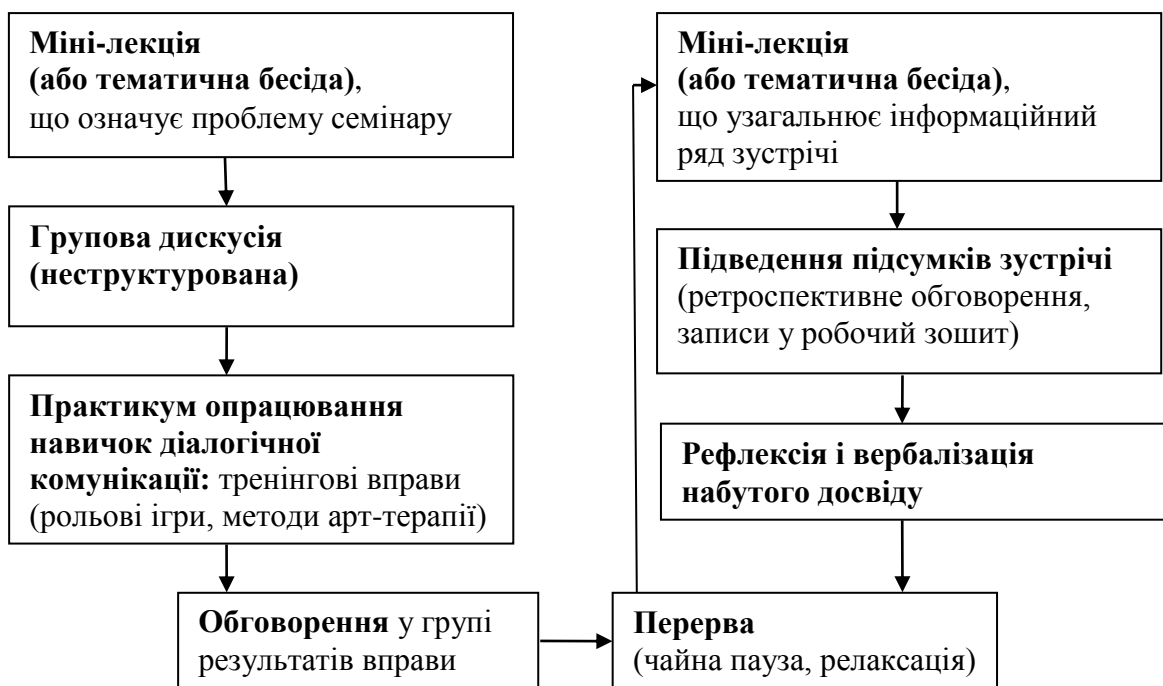 Міні-лекція
(або тематична бесіда),
що означує проблему семінару
Групова дискусія
(неструктурована)
Практикум опрацювання
навичок діалогічної
комунікації: тренінгові вправи
(рольові ігри, методи арт-терапії)
Обговорення у групі
результатів вправи
Міні-лекція
(або тематична бесіда),
що узагальнює інформаційний
ряд зустрічі
Підведення підсумків зустрічі
(ретроспективне обговорення,
записи у робочий зошит)
Рефлексія і вербалізація
набутого досвіду
Перерва
(чайна пауза, релаксація)